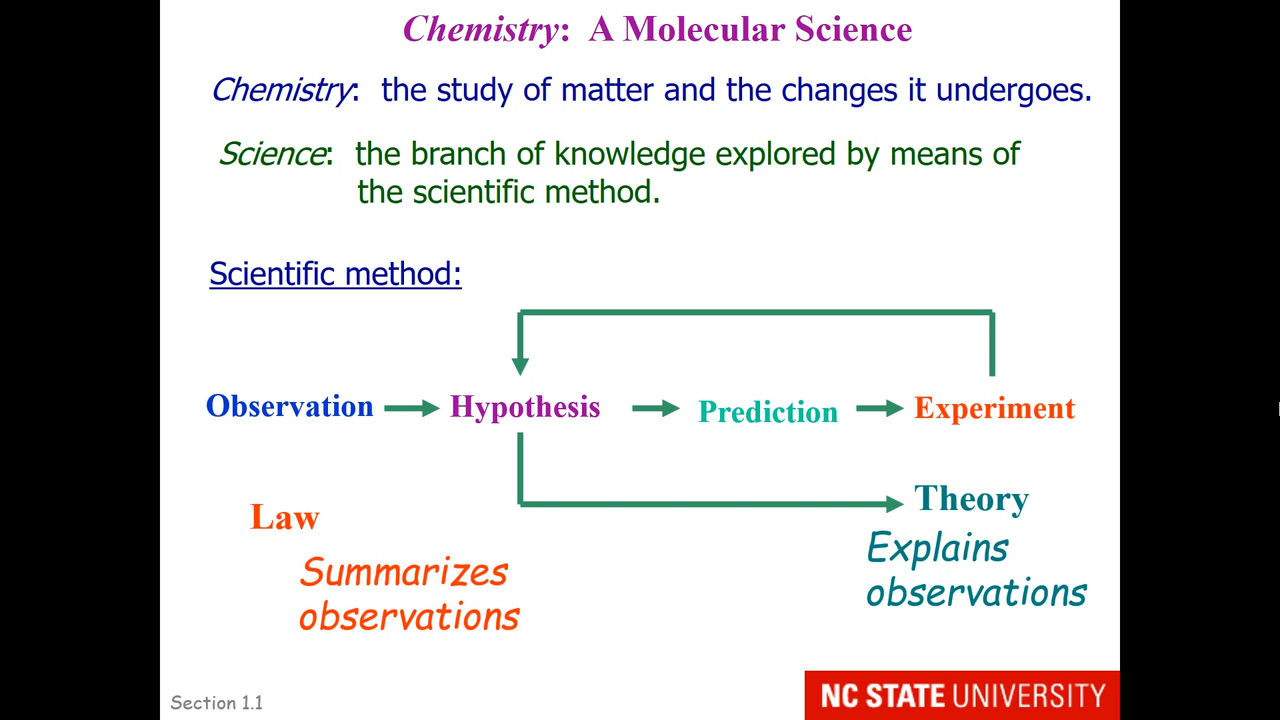 Chemistry: A Molecular Science
Chemistry: the study of matter and the changes it undergoes.
Science: the branch of knowledge explored by means of
the scientific method.
Scientific method:
Observation
Hypothesis
Prediction
Experiment
Law
Summarizes
observations
Theory
Explains
observations
Section 1.1
NC STATE UNIVERSITY